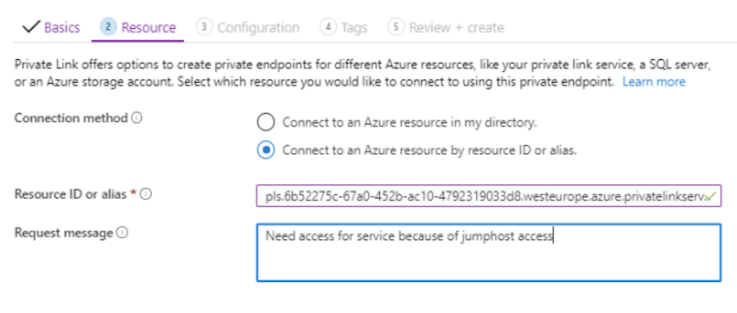 Basics 2 Resource 3 Configuration 4 Tags 5 Review + create
Private Link offers options to create private endpoints for different Azure resources, like your private link service, a SQL server,
or an Azure storage account. Select which resource you would like to connect to using this private endpoint. Learn more
Connection method
Connect to an Azure resource in my directory.
Connect to an Azure resource by resource ID or alias.
Resource ID or alias * pls.6b52275c-67a0-452b-ac10-4792319033d8.westeurope.azure.privatelinkserv
Request message Need access for service because of jumphost access